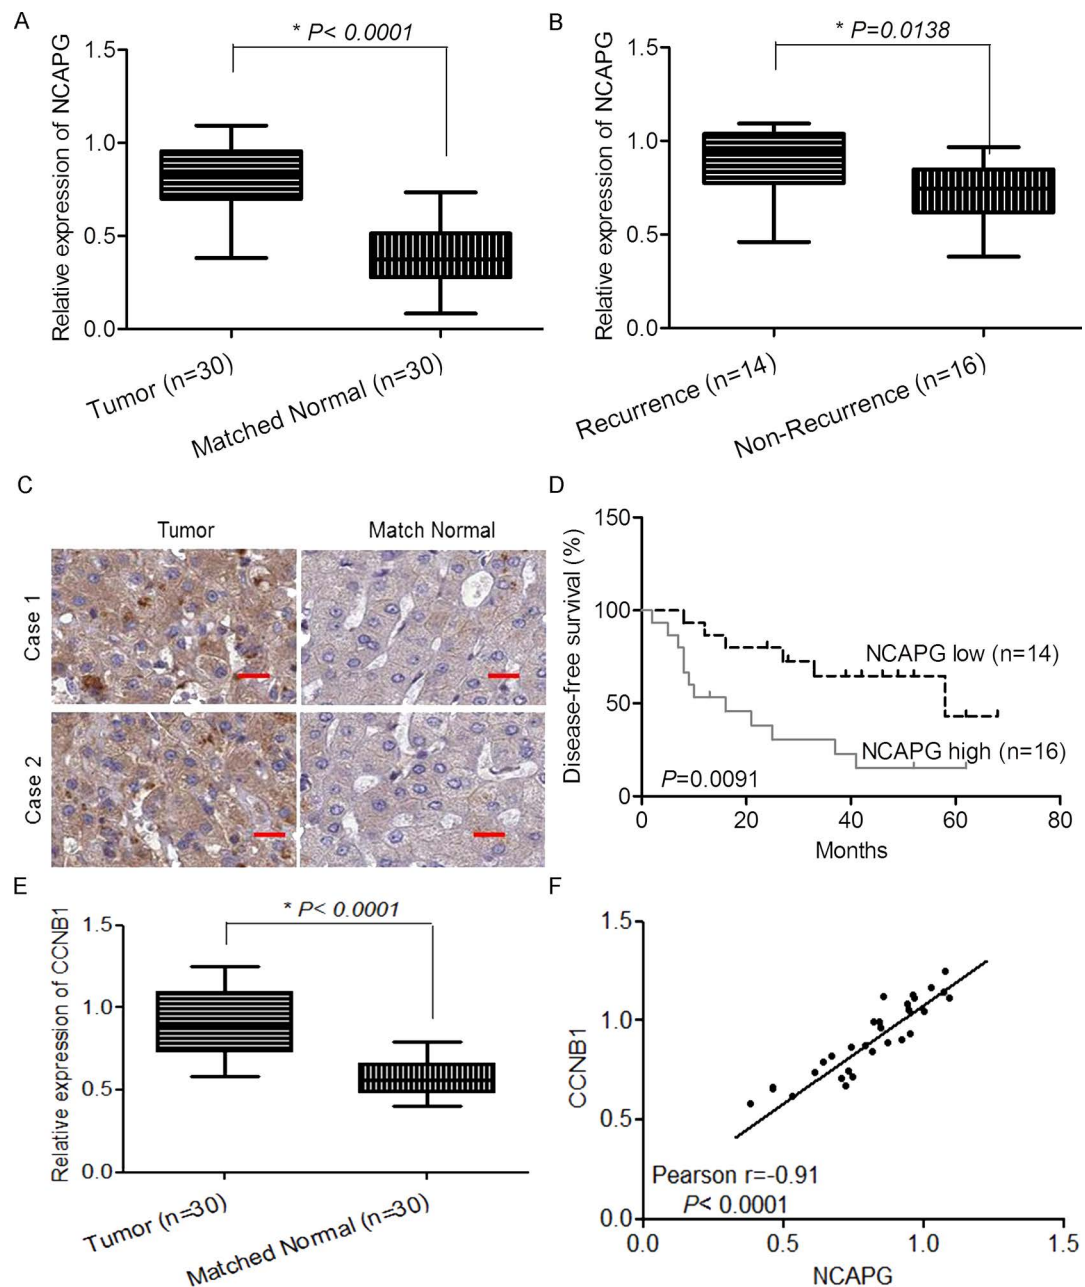 A
* P< 0.0001
Relative expression of NCAPG
1.5
1.0
0.5
0.0
Tumor (n=30)
Matched Normal (n=30)
B
* P=0.0138
Relative expression of NCAPG
1.5
1.0
0.5
0.0
Recurrence (n=14)
Non-Recurrence (n=16)
C
Tumor
Match Normal
Case 1
Case 2
D
Disease-free survival (%)
150
100
50
0
NCAPG low (n=14)
NCAPG high (n=16)
P=0.0091
0
20
40
60
80
Months
E
* P< 0.0001
Relative expression of CCNB1
1.5
1.0
0.5
0.0
Tumor (n=30)
Matched Normal (n=30)
F
CCNB1
1.5
1.0
0.5
0.0
Pearson r=-0.91
P< 0.0001
0.0
0.5
1.0
1.5
NCAPG